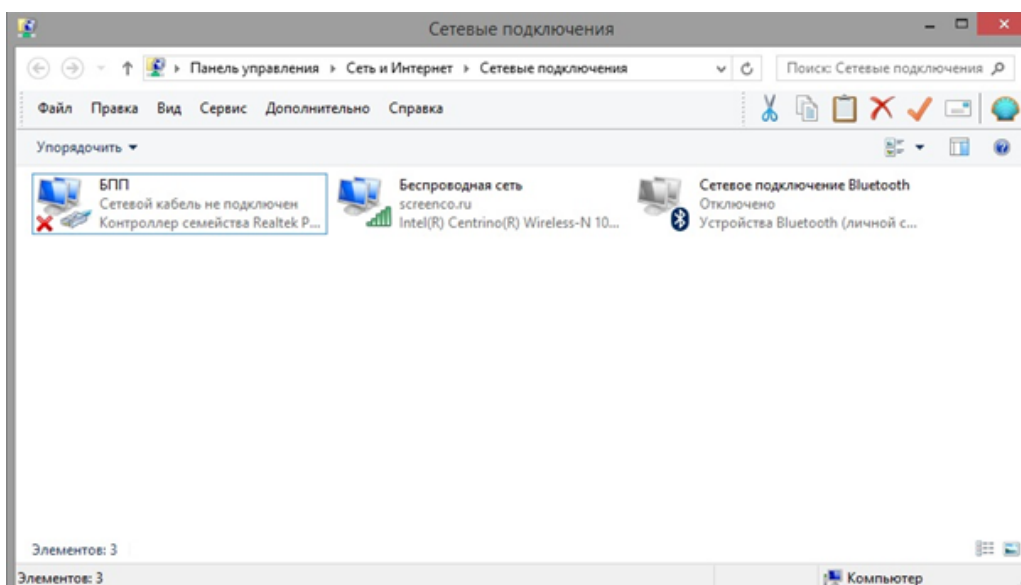 Сетевые подключения
Панель управления Сеть и Интернет Сетевые подключения
Поиск: Сетевые подключения
Файл Правка Вид Сервис Дополнительно Справка
Упорядочить
БПП
Сетевой кабель не подключен
Контроллер семейства Realtek P...
Беспроводная сеть
screenco.ru
Intel(R) Centrino(R) Wireless-N 10...
Сетевое подключение Bluetooth
Отключено
Устройства Bluetooth (личной с...
Элементов: 3
Элементов: 3
Компьютер